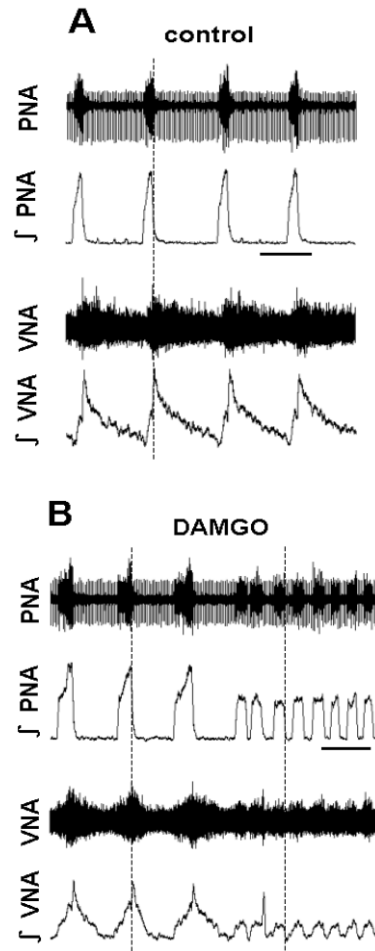 A
control
PNA
∫ PNA
VNA
∫ VNA
B
DAMGO
PNA
∫ PNA
VNA
∫ VNA